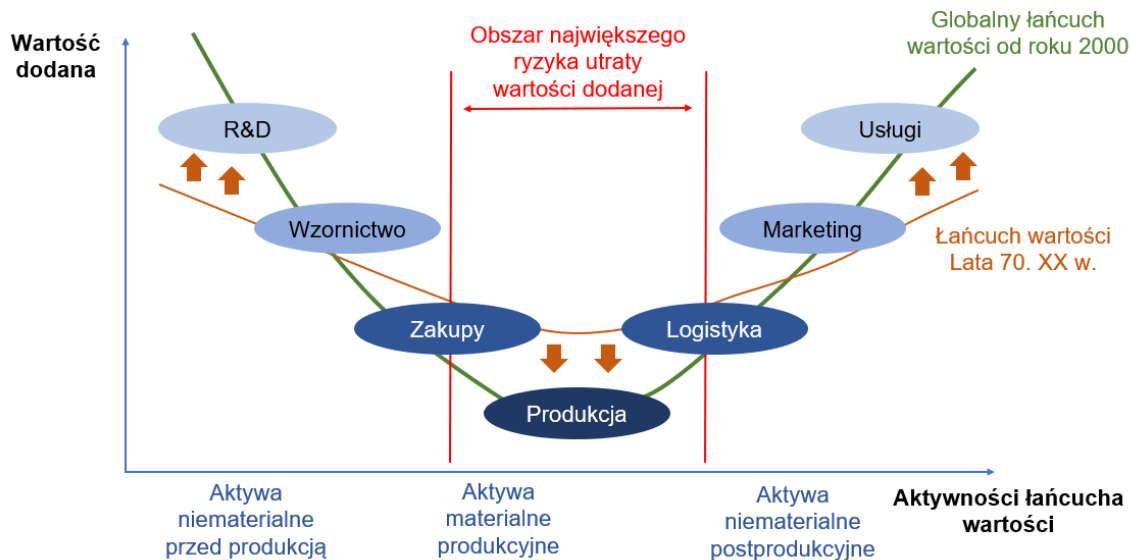 Wartość
dodana
Obszar największego
ryzyka utraty
wartości dodanej
Globalny łańcuch
wartości od roku 2000
R&D
Usługi
Wzornictwo
Marketing
Łańcuch wartości
Lata 70. XX w.
Zakupy
Logistyka
Produkcja
Aktywa
niematerialne
przed produkcją
Aktywa
materialne
produkcyjne
Aktywa
niematerialne
postprodukcyjne
Aktywności łańcucha
wartości